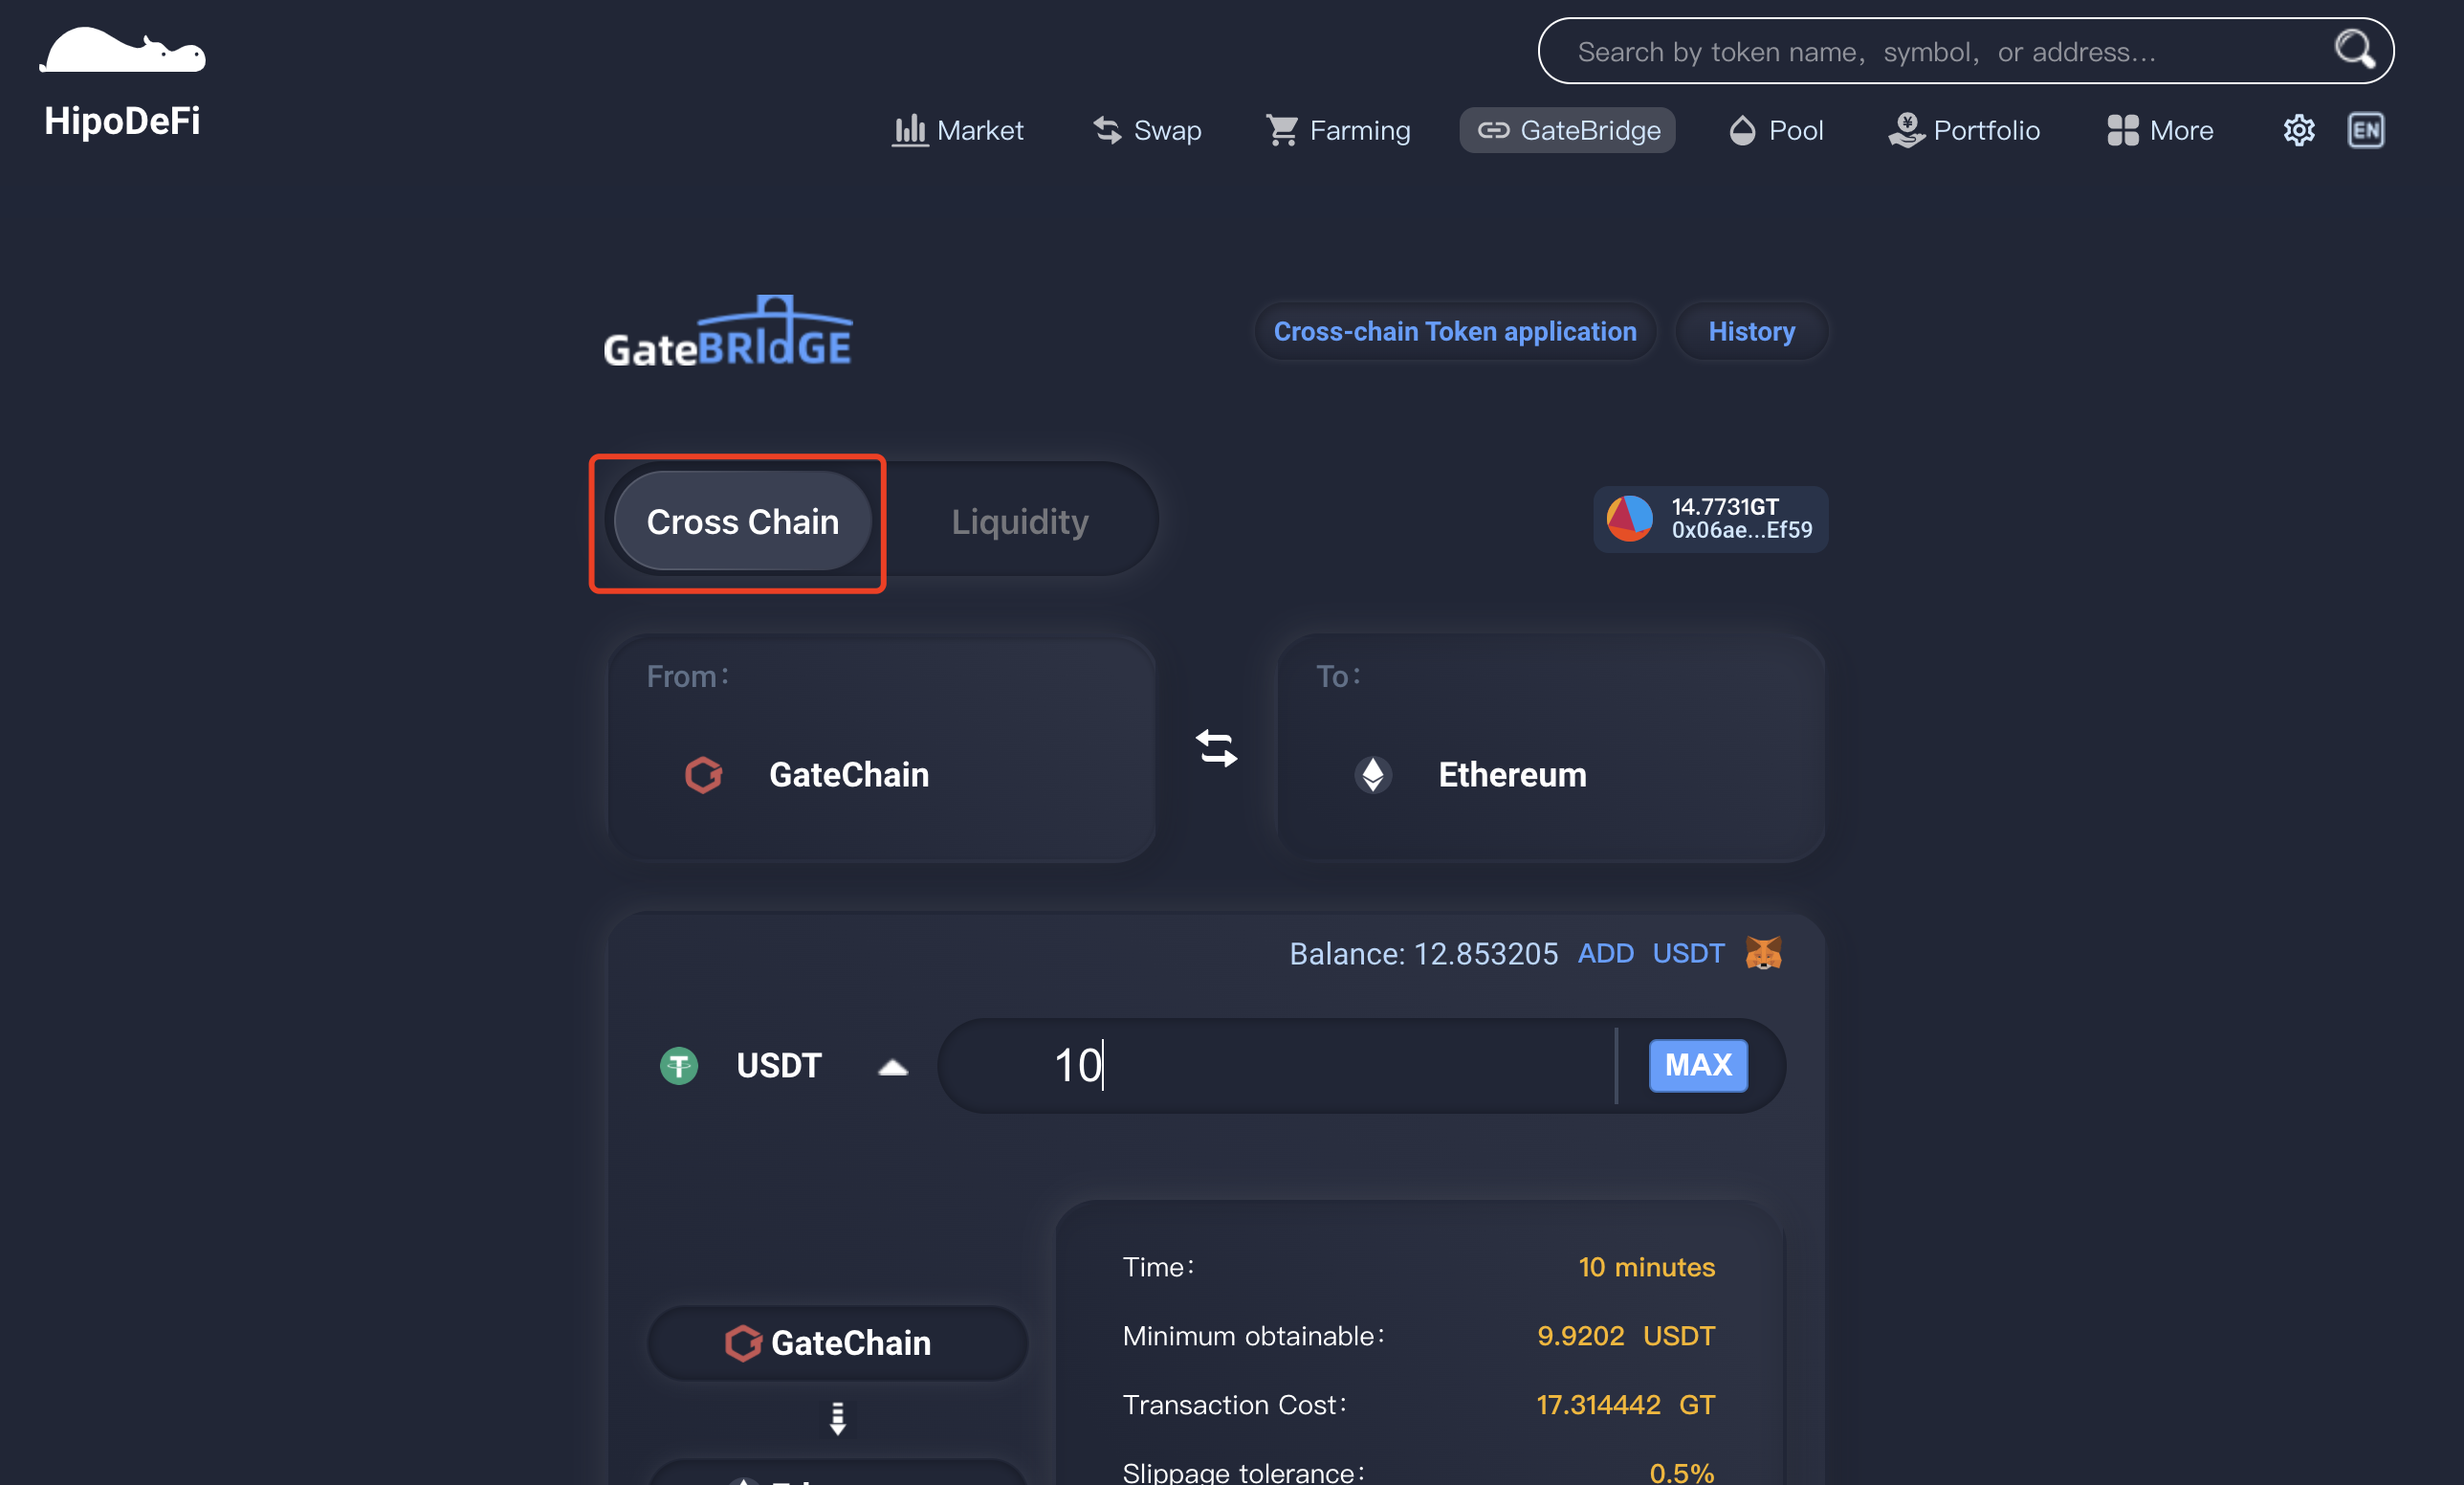 Search by token name, symbol, or address...
HipoDeFi
Market
Swap
Farming
GateBridge
Pool
Portfolio
More
EN
GateBRIdGE
Cross-chain Token application
History
Cross Chain
Liquidity
14.7731GT
0x06ae...Ef59
From:
To:
GateChain
Ethereum
Balance: 12.853205 ADD USDT
USDT
10
MAX
Time:
10 minutes
Minimum obtainable:
9.9202 USDT
GateChain
Transaction Cost:
17.314442 GT
Slippage tolerance:
0.5%